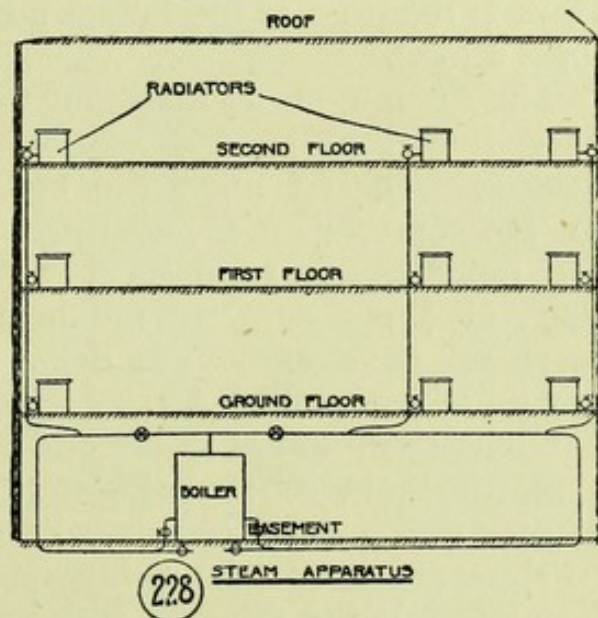 ROOF
RADIATORS
SECOND FLOOR
FIRST FLOOR
GROUND FLOOR
BOILER
BASEMENT
STEAM APPARATUS
228